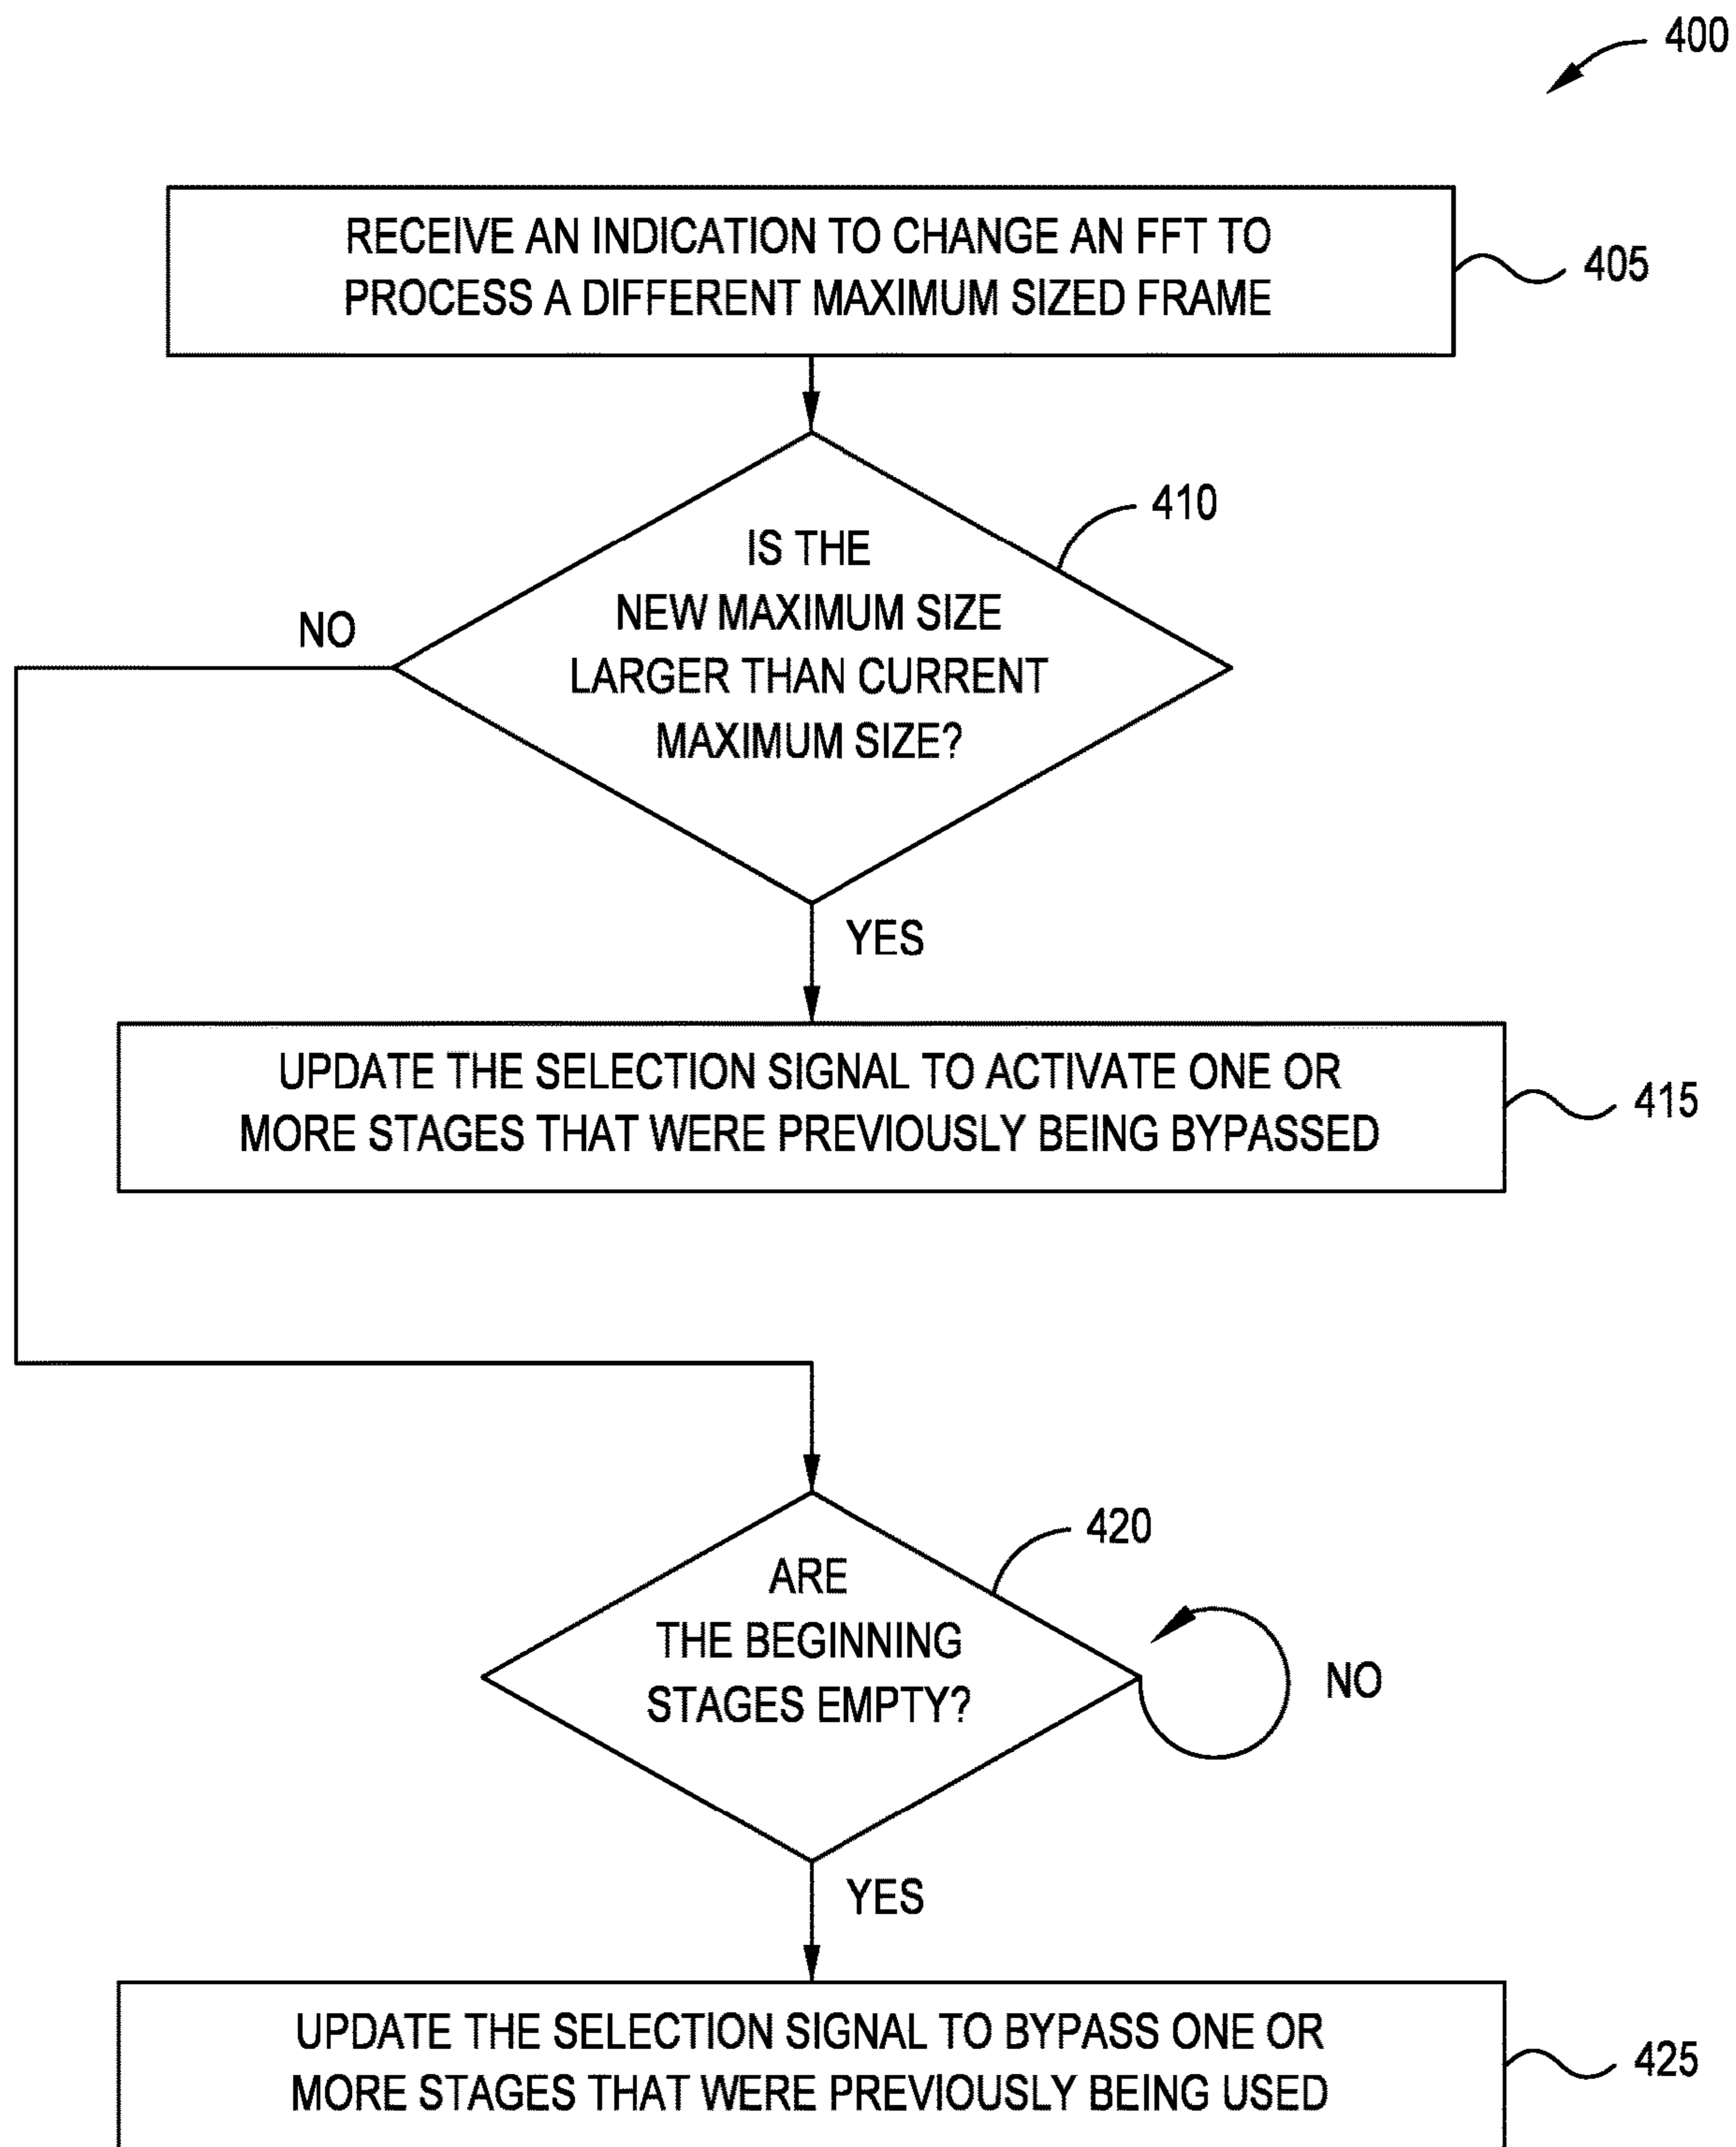 400
RECEIVE AN INDICATION TO CHANGE AN FFT TO
PROCESS A DIFFERENT MAXIMUM SIZED FRAME
405
410
IS THE
NEW MAXIMUM SIZE
LARGER THAN CURRENT
MAXIMUM SIZE?
NO
YES
UPDATE THE SELECTION SIGNAL TO ACTIVATE ONE OR
MORE STAGES THAT WERE PREVIOUSLY BEING BYPASSED
415
420
ARE
THE BEGINNING
STAGES EMPTY?
NO
YES
UPDATE THE SELECTION SIGNAL TO BYPASS ONE OR
MORE STAGES THAT WERE PREVIOUSLY BEING USED
425